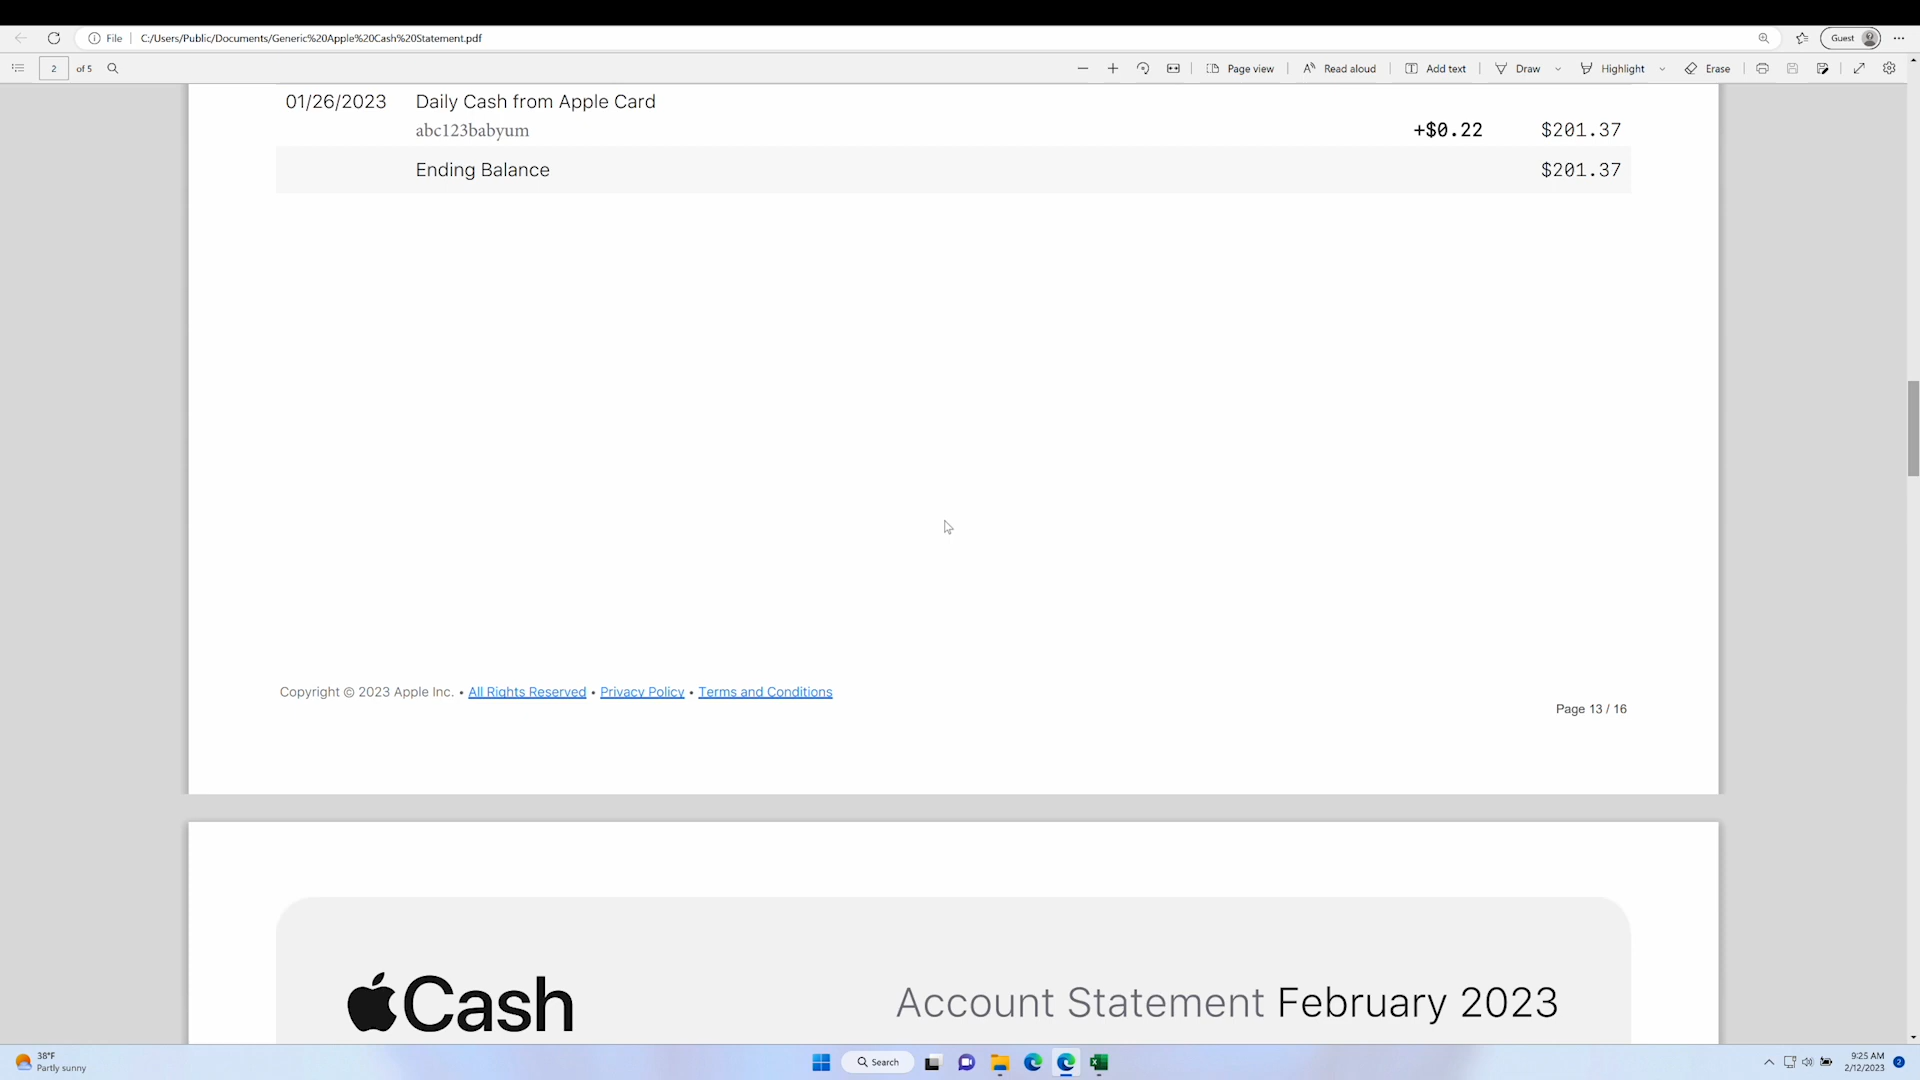 File
C:/Users/Public/Documents/Generic%20Apple%20Cash%20Statement.pdf
Guest
2
of 5
Page view
Read aloud
Add text
Draw
Highlight
Erase
01/26/2023 Daily Cash from Apple Card
abc123babyum +$0.22 $201.37
Ending Balance $201.37
Copyright © 2023 Apple Inc. • All Rights Reserved • Privacy Policy • Terms and Conditions
Page 13 / 16
Cash
Account Statement February 2023
38°F
Partly sunny
Search
9:25 AM
2/12/2023
2